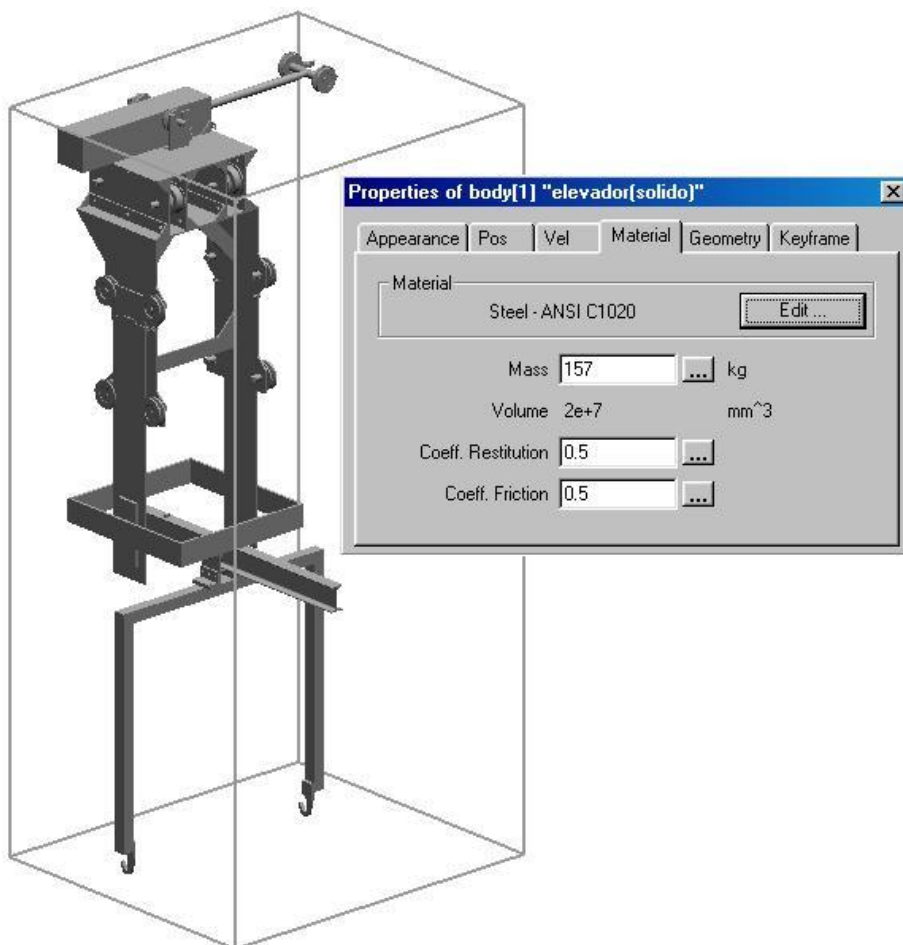 Properties of body[1] "elevador(solido)"
Appearance Pos Vel Material Geometry Keyframe
Material
Steel - ANSI C1020 Edit ...
Mass 157 ... kg
Volume 2e+7 mm^3
Coeff. Restitution 0.5 ...
Coeff. Friction 0.5 ...